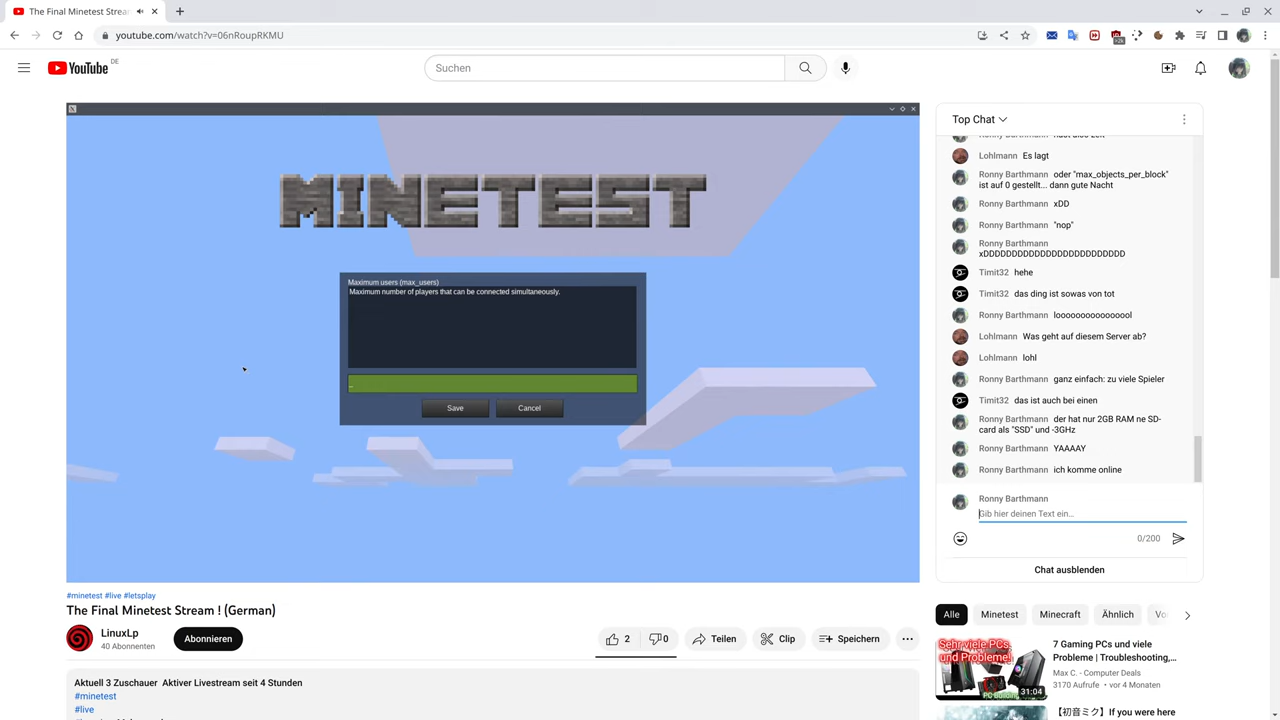 The Final Minetest Strean
youtube.com/watch?v=06nRoupRKMU
YouTube
DE
Suchen
MINETEST
Maximum users (max_users)
Maximum number of players that can be connected simultaneously.
Save
Cancel
Top Chat
Lohlmann Es lagt
Ronny Barthmann oder "max_objects_per_block"
ist auf 0 gestellt... dann gute Nacht
Ronny Barthmann xDD
Ronny Barthmann "nop"
Ronny Barthmann
xDDDDDDDDDDDDDDDDDDDDDDDD
Timit32 hehe
Timit32 das ding ist sowas von tot
Ronny Barthmann looooooooooooooool
Lohlmann Was geht auf diesem Server ab?
Lohlmann lohl
Ronny Barthmann ganz einfach: zu viele Spieler
Timit32 das ist auch bei einen
Ronny Barthmann der hat nur 2GB RAM ne SD-
card als "SSD" und -3GHz
Ronny Barthmann YAAAAY
Ronny Barthmann ich komme online
Ronny Barthmann
Gib hier deinen Text ein…
0/200
Chat ausblenden
#minetest #live #letsplay
The Final Minetest Stream ! (German)
LinuxLp
40 Abonnenten
Abonnieren
2
0
Teilen
Clip
Speichern
Aktuell 3 Zuschauer Aktiver Livestream seit 4 Stunden
#minetest
#live
Alle
Minetest
Minecraft
Ähnlich
Sehr viele PCs
und Probleme!
31:04
7 Gaming PCs und viele
Probleme | Troubleshooting,…
Max C. - Computer Deals
3170 Aufrufe • vor 4 Monaten
【初音ミク】If you were here